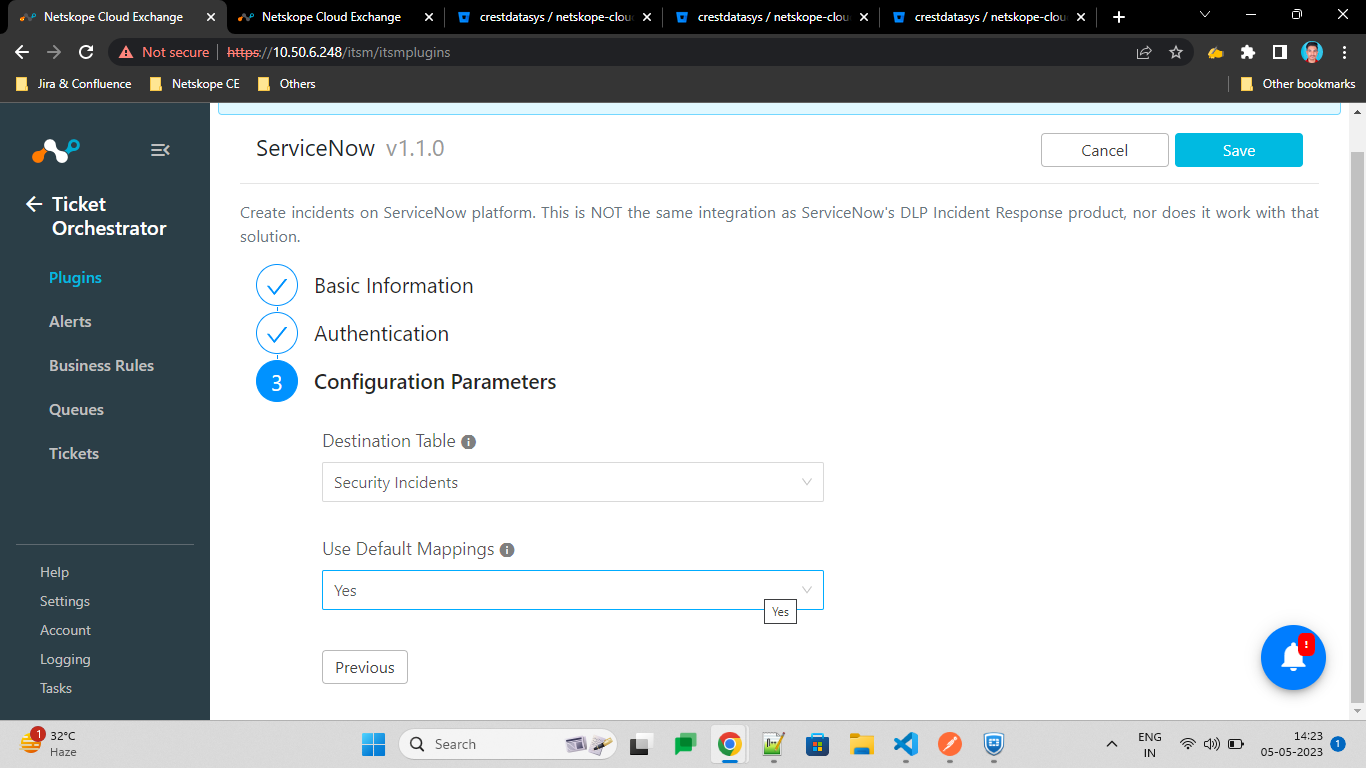 Netskope Cloud Exchange
Netskope Cloud Exchange
crestdatasys / netskope-clou
crestdatasys / netskope-clou
crestdatasys / netskope-clou
Not secure
https://10.50.6.248/itsm/itsmplugins
Jira & Confluence
Netskope CE
Others
Other bookmarks
Ticket
Orchestrator
Plugins
Alerts
Business Rules
Queues
Tickets
Help
Settings
Account
Logging
Tasks
ServiceNow v1.1.0
Cancel
Save
Create incidents on ServiceNow platform. This is NOT the same integration as ServiceNow's DLP Incident Response product, nor does it work with that
solution.
Basic Information
Authentication
3 Configuration Parameters
Destination Table
Security Incidents
Use Default Mappings
Yes
Yes
Previous
!
1
32°C
Haze
Search
ENG
IN
14:23
05-05-2023
1